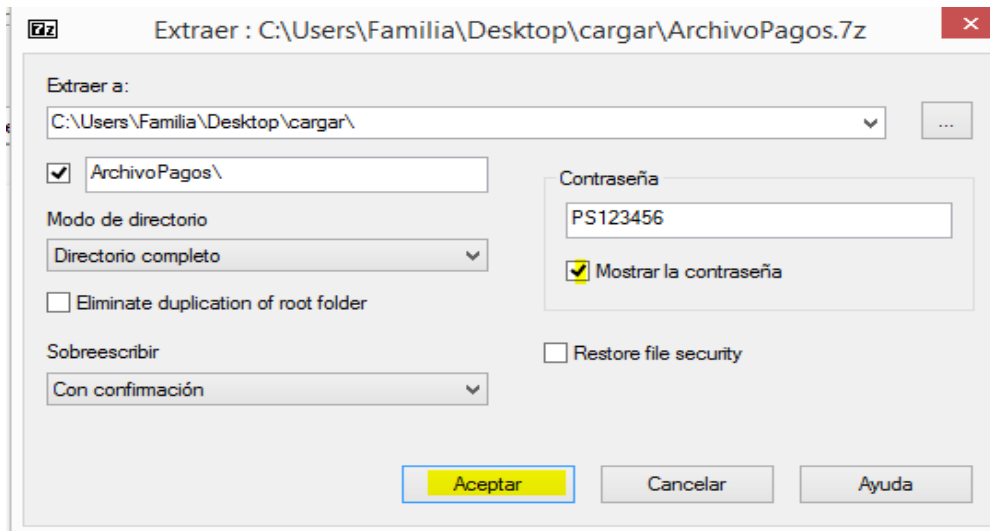 7z Extraer : C:\Users\Familia\Desktop\cargar\ArchivoPagos.7z
Extraer a:
C:\Users\Familia\Desktop\cargar\
...
ArchivoPagos\
Modo de directorio
Directorio completo
Eliminate duplication of root folder
Sobreescribir
Con confirmación
Contraseña
PS123456
Mostrar la contraseña
Restore file security
Aceptar
Cancelar
Ayuda